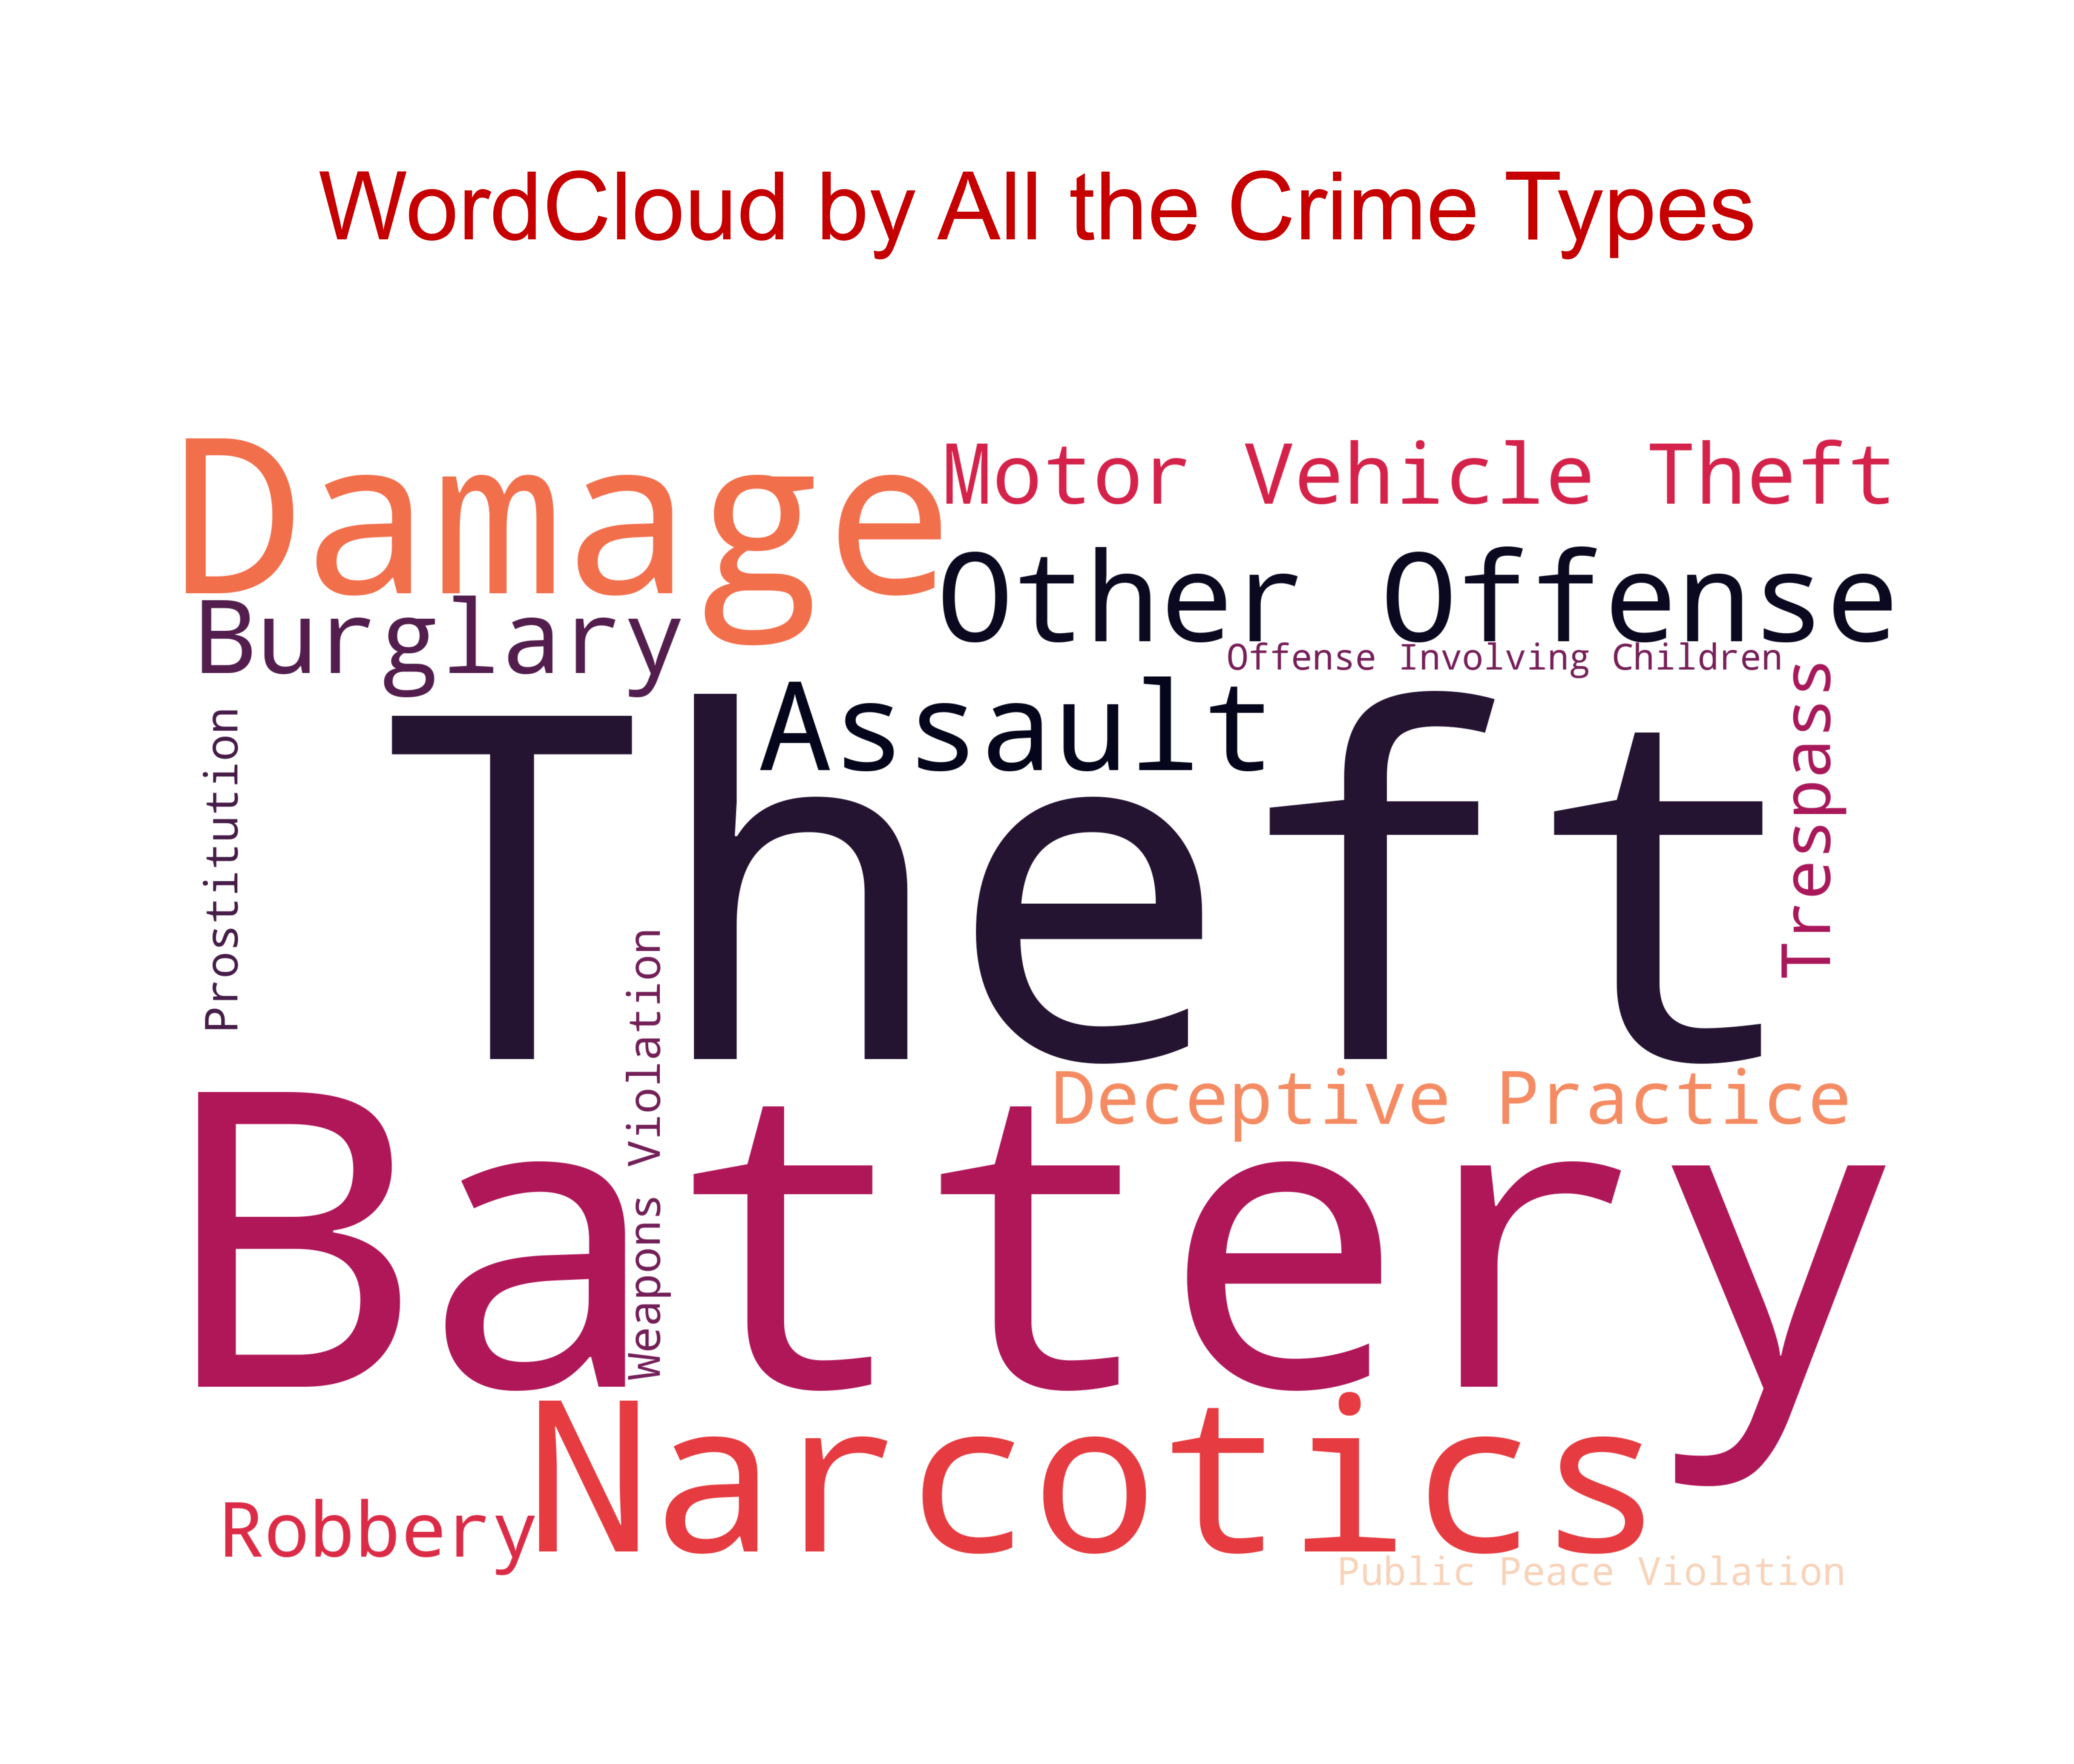 WordCloud by All the Crime Types
Damage
Motor Vehicle Theft
Other Offense
Burglary
Offense Involving Children
Assault
Theft
Trespass
Prostitution
Weapons Violation
Deceptive Practice
Battery
Narcotics
Robbery
Public Peace Violation